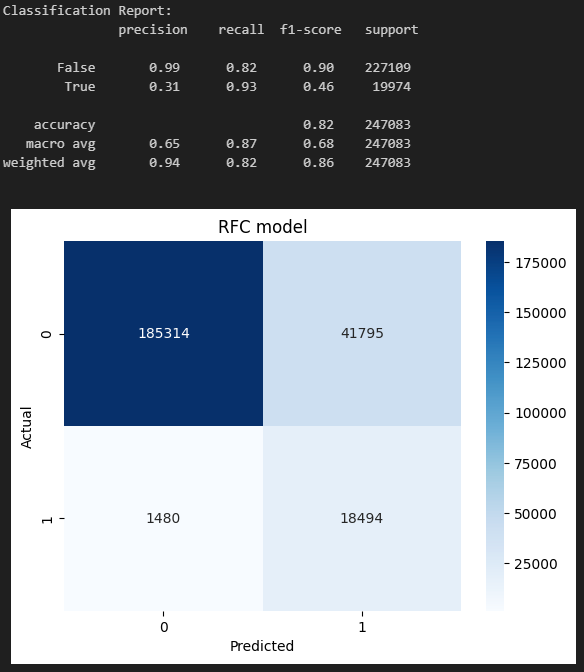 Classification Report:
precision recall f1-score support
False 0.99 0.82 0.90 227109
True 0.31 0.93 0.46 19974
accuracy 0.82 247083
macro avg 0.65 0.87 0.68 247083
weighted avg 0.94 0.82 0.86 247083
RFC model
175000
150000
125000
100000
75000
50000
25000
Actual
0
185314 41795
1
1480 18494
0 1
Predicted